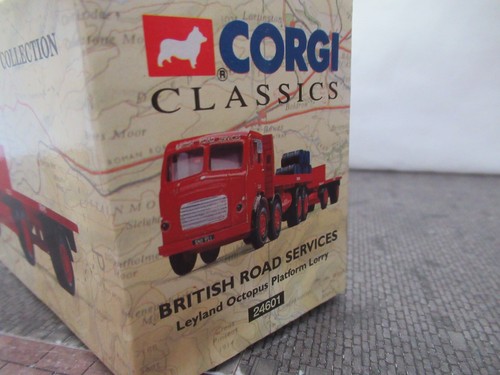 COLLECTION
CORGI
®
CLASSICS
BRITISH ROAD SERVICES
Leyland Octopus Platform Lorry
24601